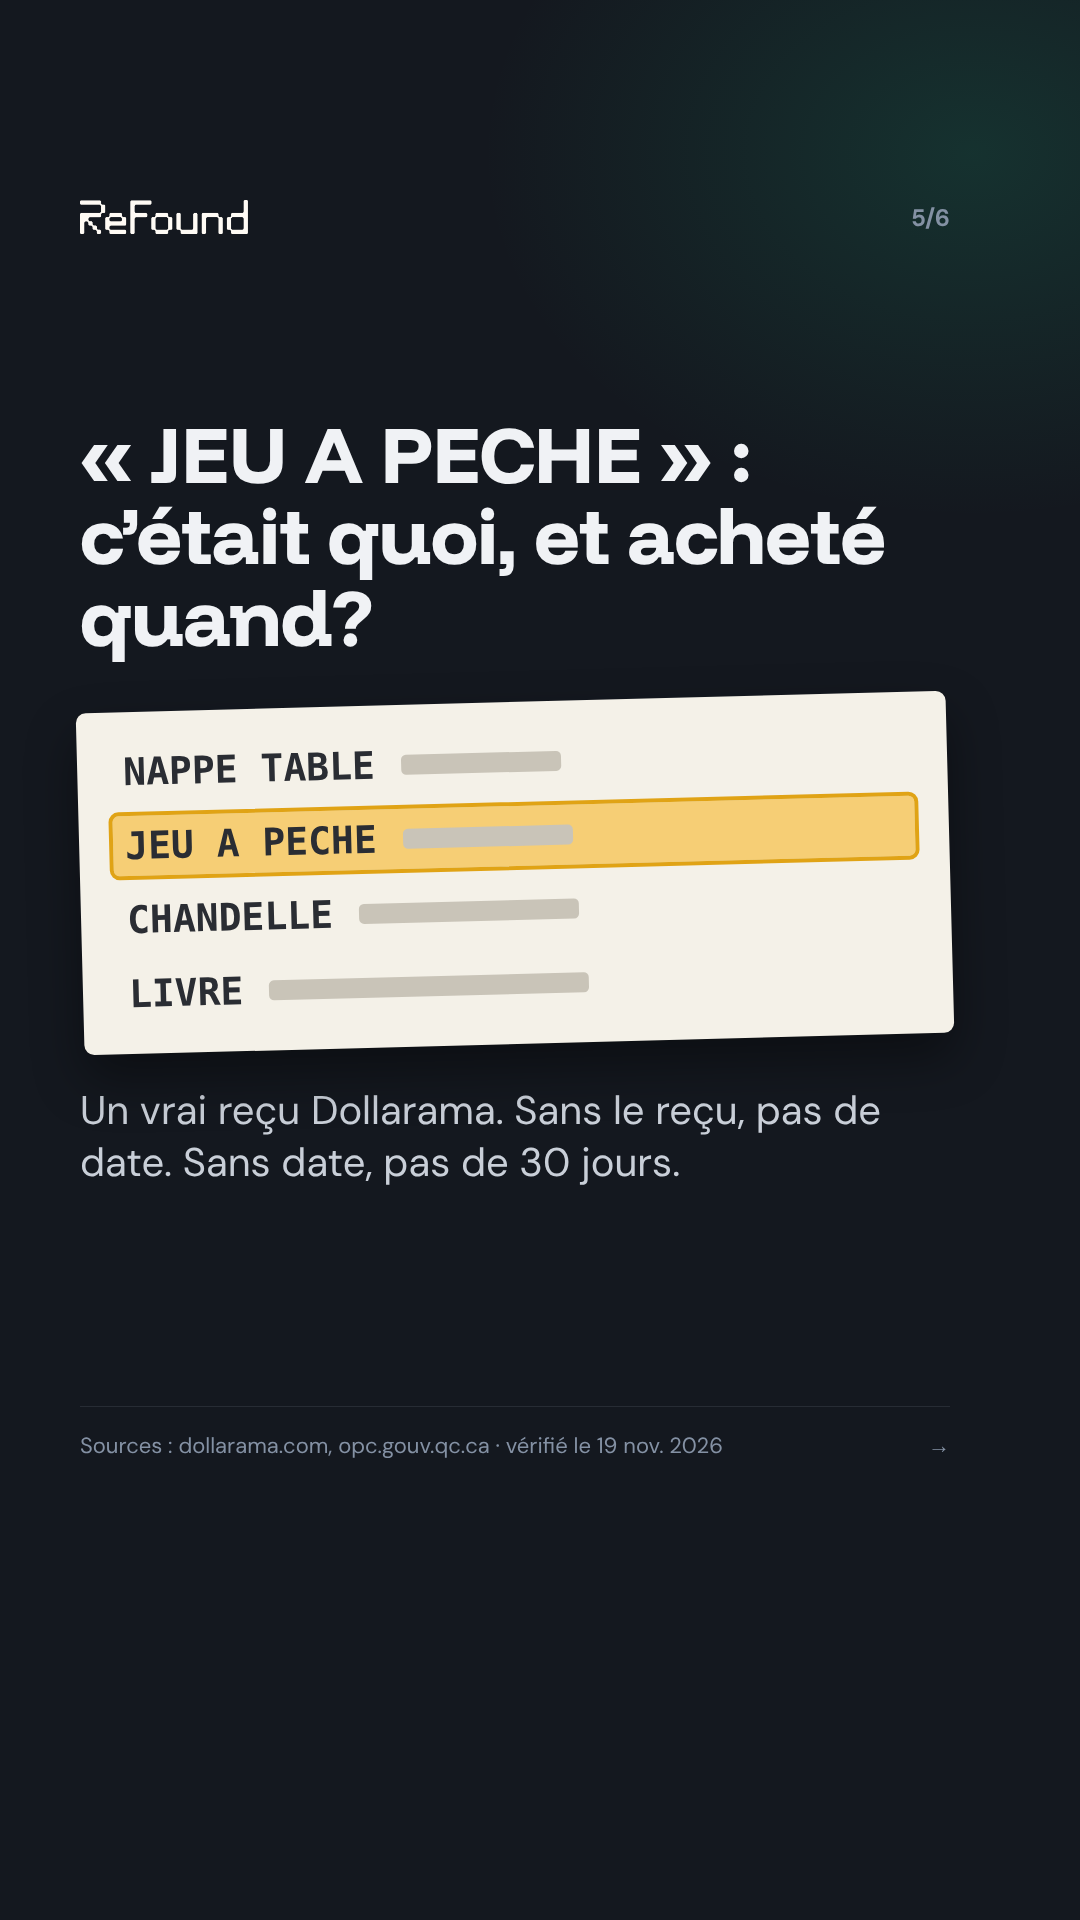 ReFound
5/6
« JEU A PECHE » :
c’était quoi, et acheté
quand?
NAPPE TABLE
JEU A PECHE
CHANDELLE
LIVRE
Un vrai reçu Dollarama. Sans le reçu, pas de
date. Sans date, pas de 30 jours.
Sources : dollarama.com, opc.gouv.qc.ca · vérifié le 19 nov. 2026 →